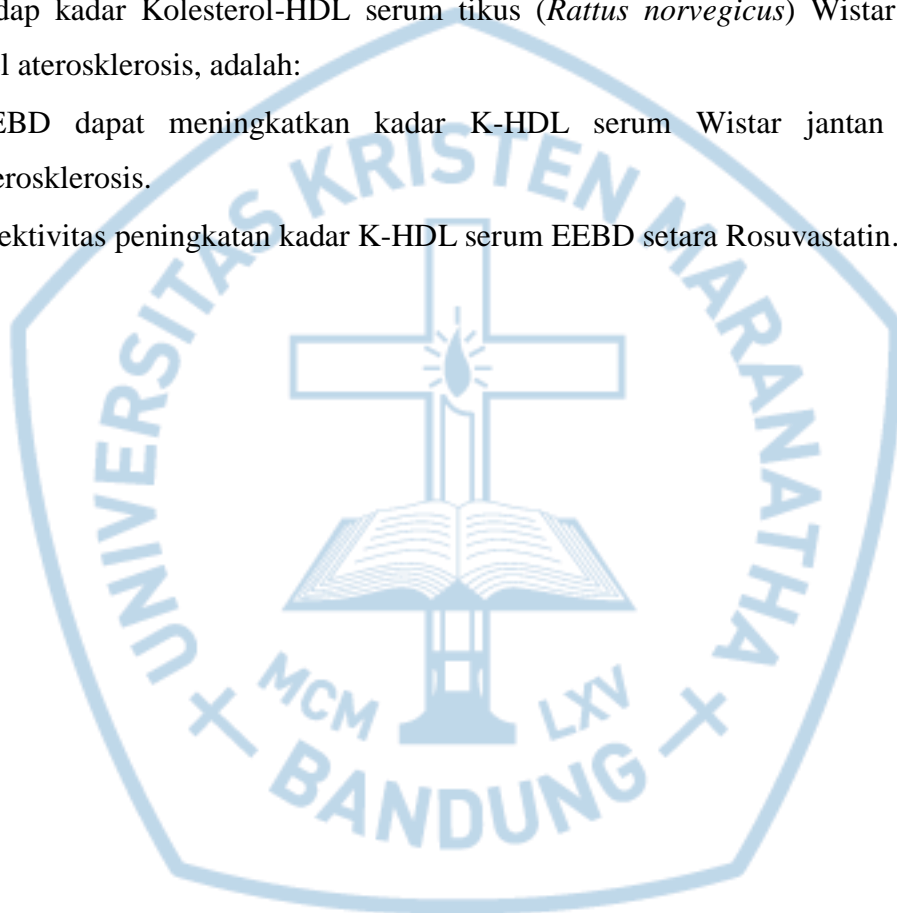 dap kadar Kolesterol-HDL serum tikus (Rattus norvegicus) Wistar
l aterosklerosis, adalah:
EBD dapat meningkatkan kadar K-HDL serum Wistar jantan
erosklerosis.
ektivitas peningkatan kadar K-HDL serum EEBD setara Rosuvastatin.
UNIVERSITAS KRISTEN MARANATHA
MCM LXV
BANDUNG